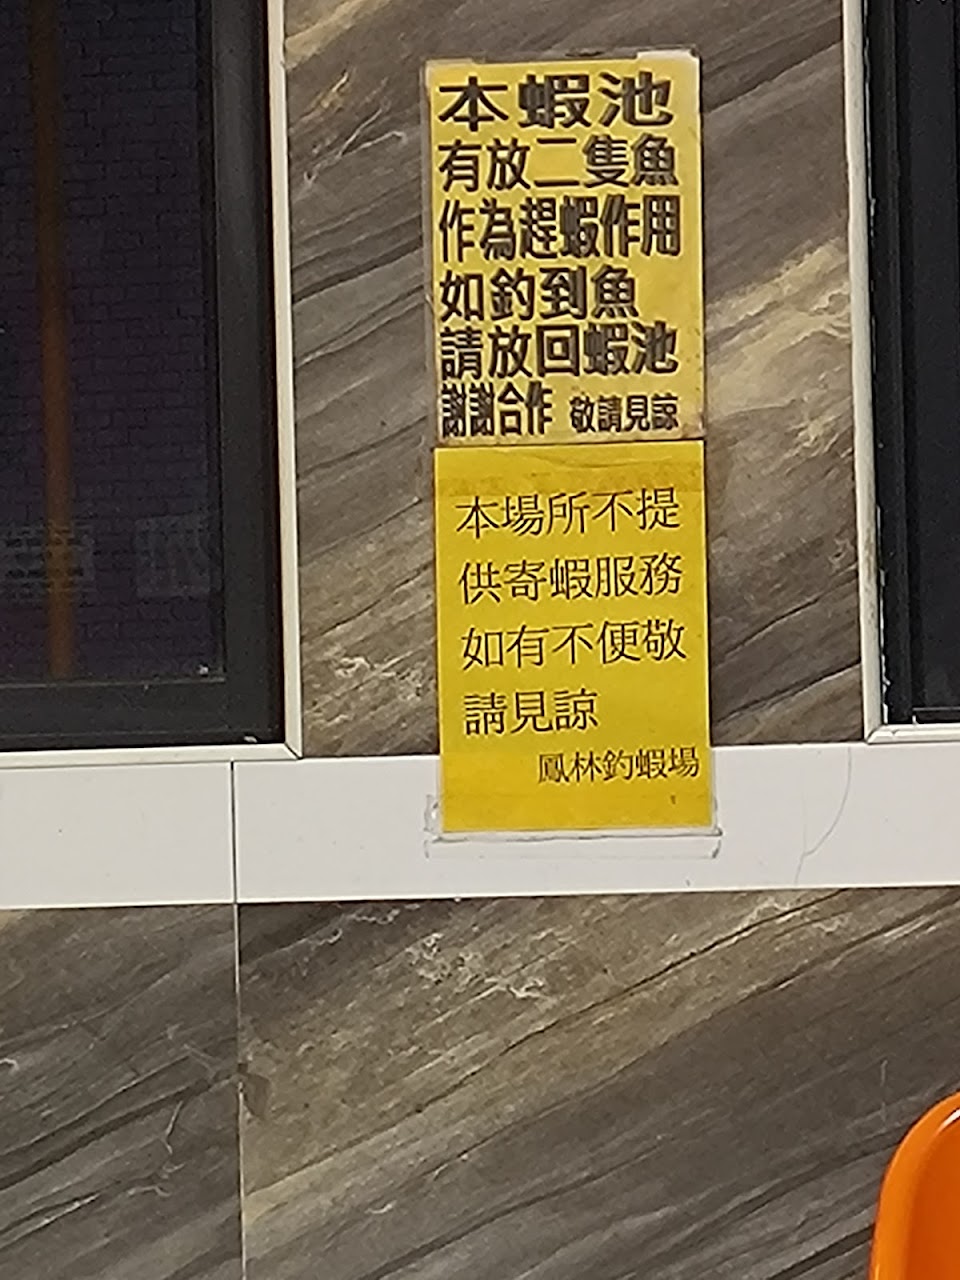 本蝦池
有放二隻魚
作為趕蝦作用
如釣到魚
請放回蝦池
謝謝合作 敬請見諒
本場所不提
供寄蝦服務
如有不便敬
請見諒
鳳林釣蝦場